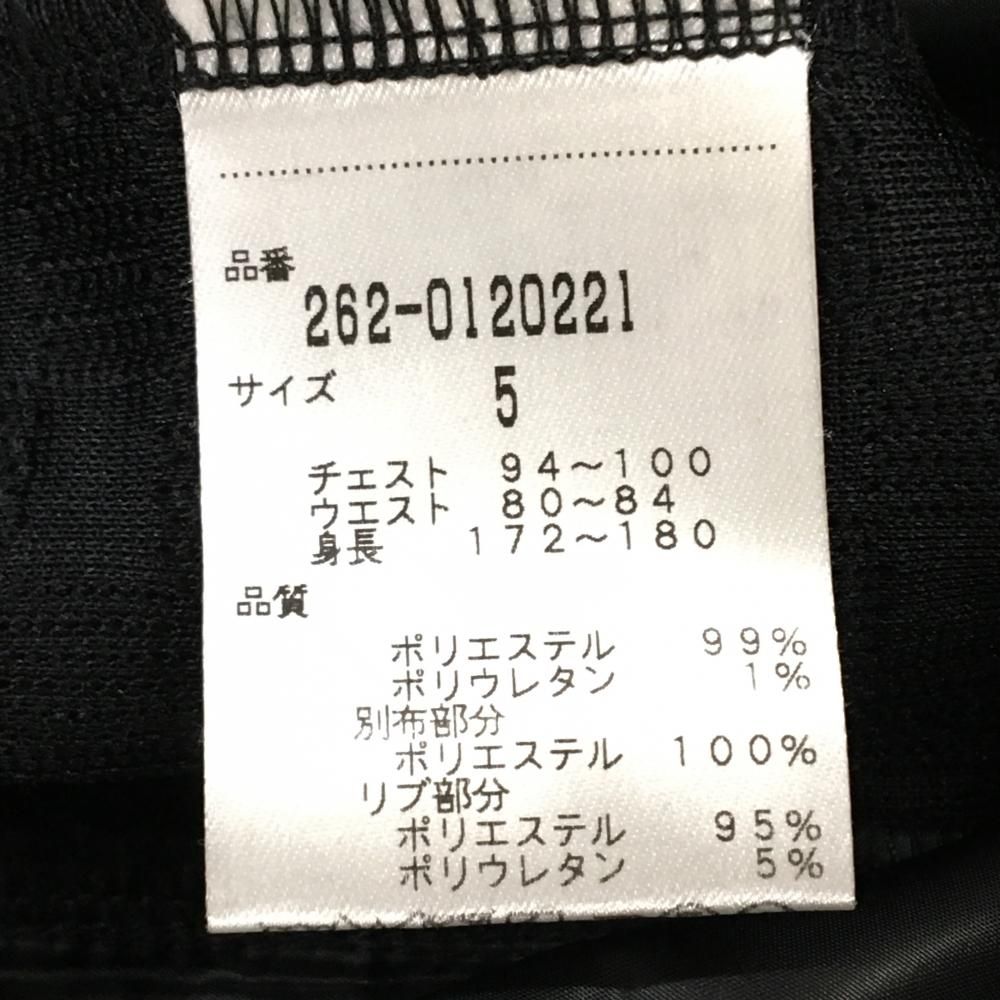 品番
262-0120221
サイズ 5
チェスト 94~100
ウエスト 80~84
身長 172~180
品質
ポリエステル 99%
ポリウレタン 1%
別布部分
ポリエステル 100%
リブ部分
ポリエステル 95%
ポリウレタン 5%